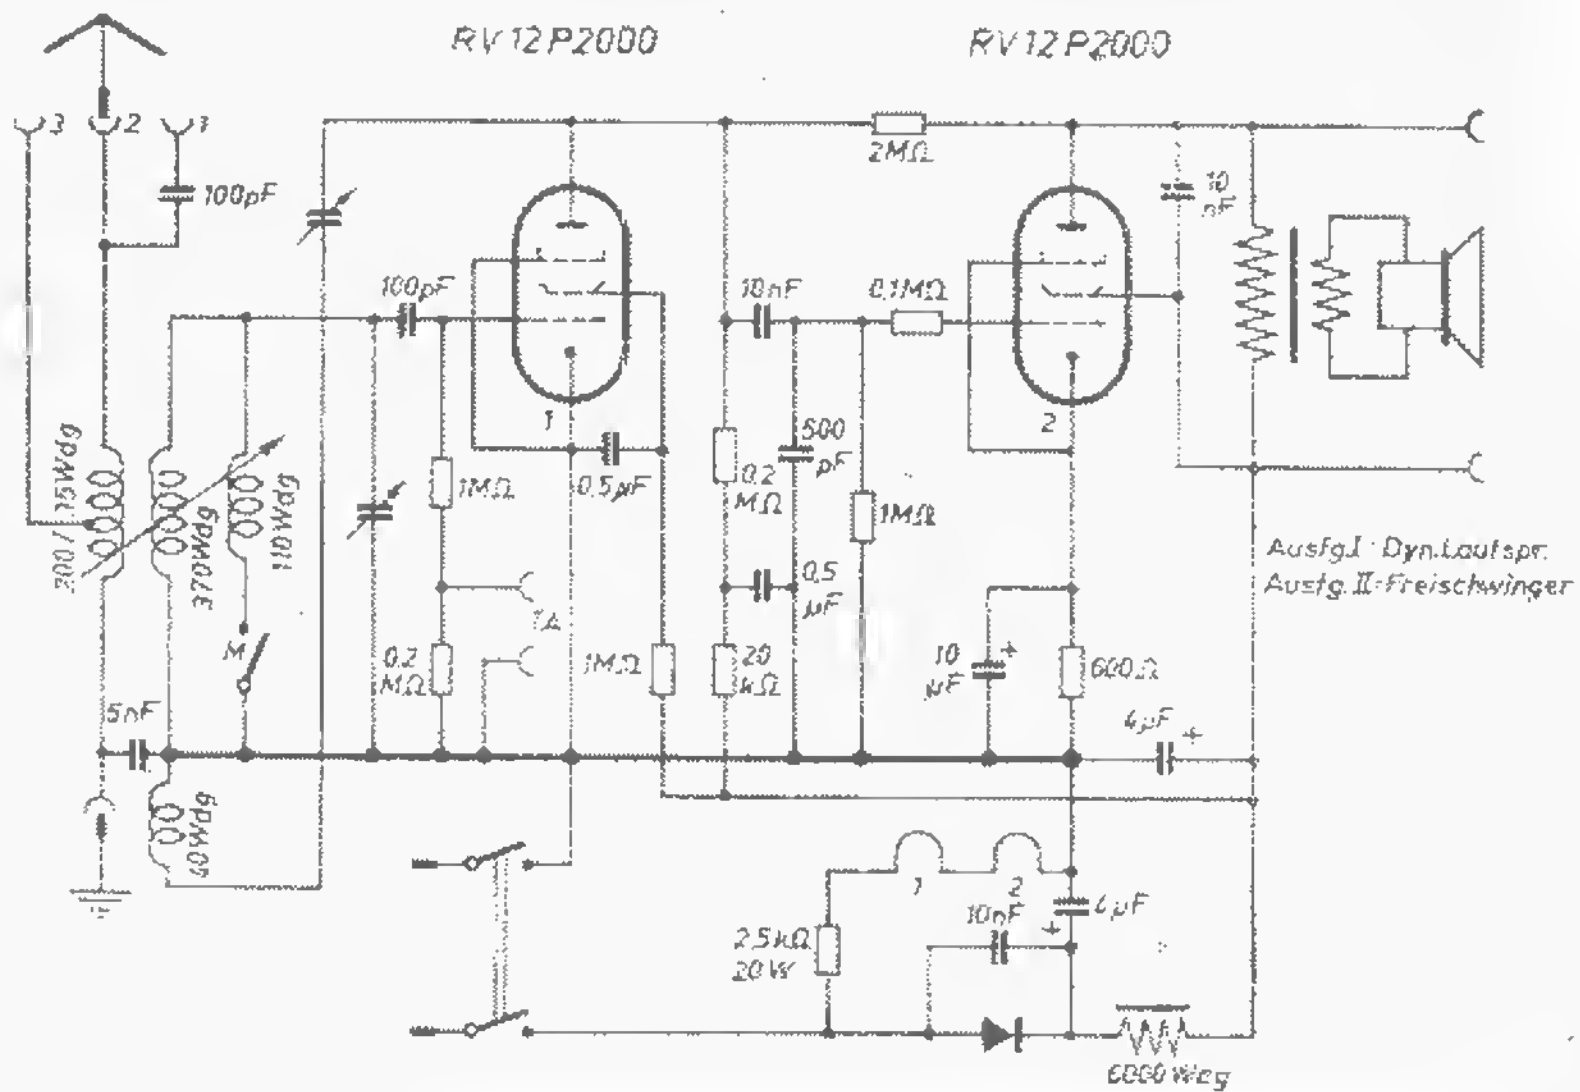 RV12P2000
RV12P2000
3
2
1
100pF
2MΩ
10
nF
100pF
10nF
0,1MΩ
1
2
300 / 75Wdg
370Wdg
110Wdg
1MΩ
0,5µF
0,2
MΩ
500
pF
1MΩ
0,5
µF
Ausfg.I : Dyn.Lautspr.
Ausfg.II:Freischwinger
TA
M
0,2
MΩ
1MΩ
20
kΩ
10
µF
+
600Ω
5nF
4µF
+
40Wdg
1
2
10nF
4µF
+
2,5kΩ
20W
6000Wdg